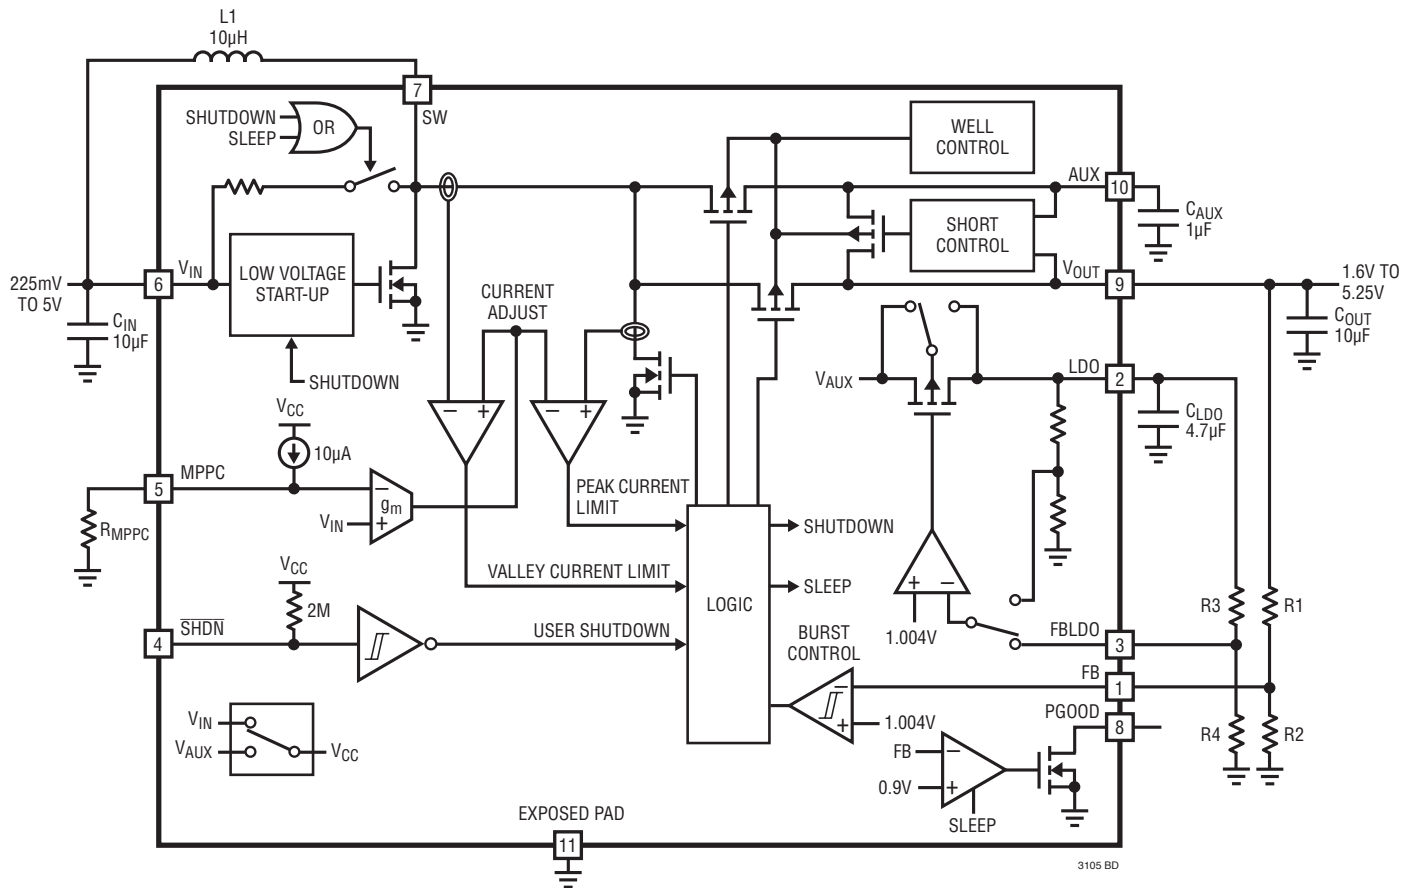 L1
10µH
7
SW
SHUTDOWN
SLEEP
OR
WELL
CONTROL
AUX
10
CAUX
1µF
SHORT
CONTROL
225mV
TO 5V
6
VIN
LOW VOLTAGE
START-UP
CURRENT
ADJUST
VOUT
9
1.6V TO
5.25V
CIN
10µF
COUT
10µF
SHUTDOWN
VAUX
LDO
2
CLDO
4.7µF
VCC
10µA
– +
– +
MPPC
5
RMPPC
–
gm
VIN
+
PEAK CURRENT
LIMIT
SHUTDOWN
VALLEY CURRENT LIMIT
LOGIC
SLEEP
+ –
1.004V
VCC
2M
SHDN
4
USER SHUTDOWN
BURST
CONTROL
R3
R1
FBLDO
3
FB
1
–
+
1.004V
PGOOD
8
R4
R2
VIN
VAUX
VCC
FB
–
0.9V
+
SLEEP
EXPOSED PAD
11
3105 BD